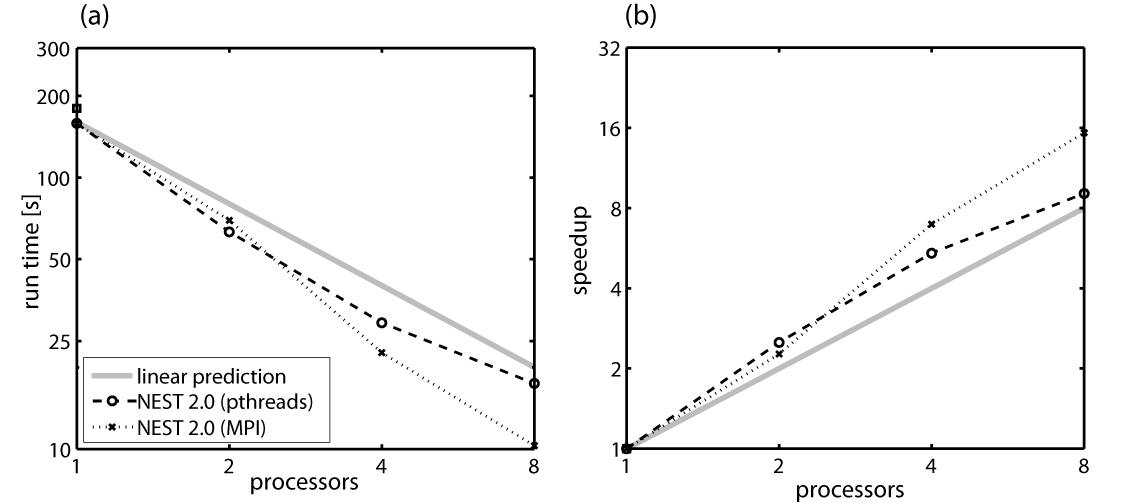 (a)
300
200
100
50
25
10
run time [s]
linear prediction
NEST 2.0 (pthreads)
NEST 2.0 (MPI)
1 2 4 8
processors
(b)
32
16
8
4
2
1
speedup
1 2 4 8
processors